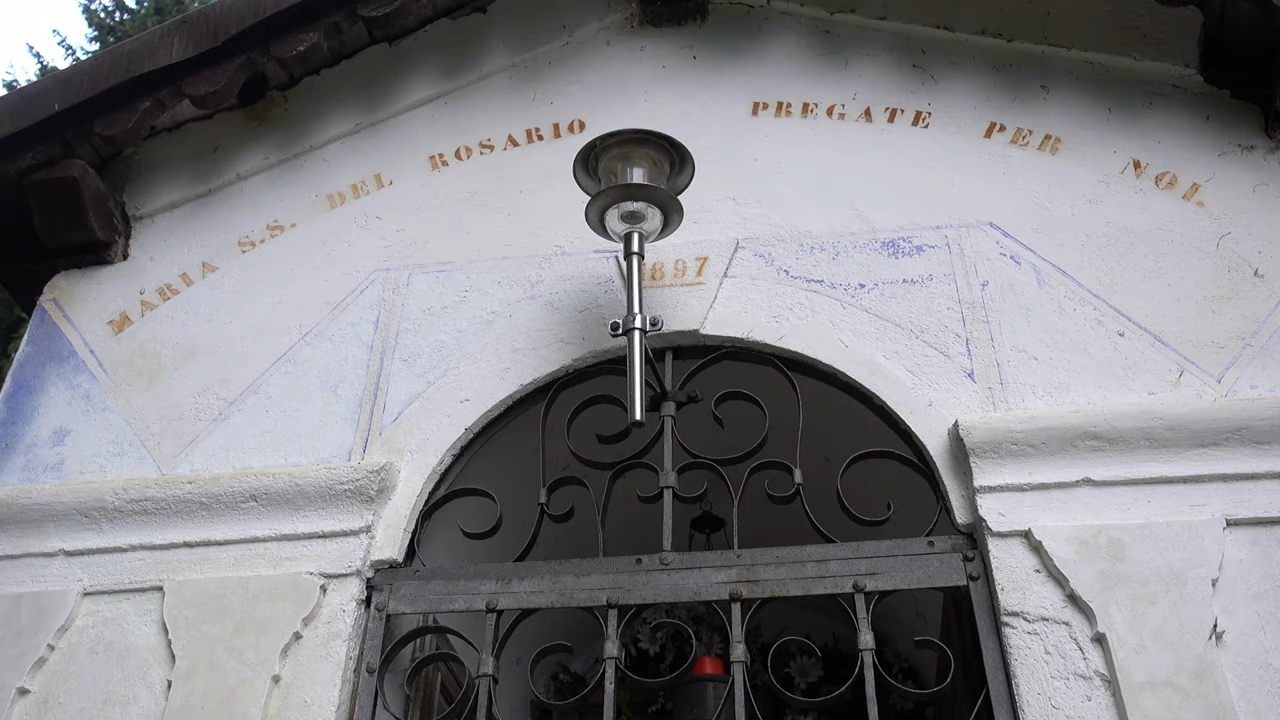 MARIA S.S. DEL ROSARIO PREGATE PER NOI.
1897